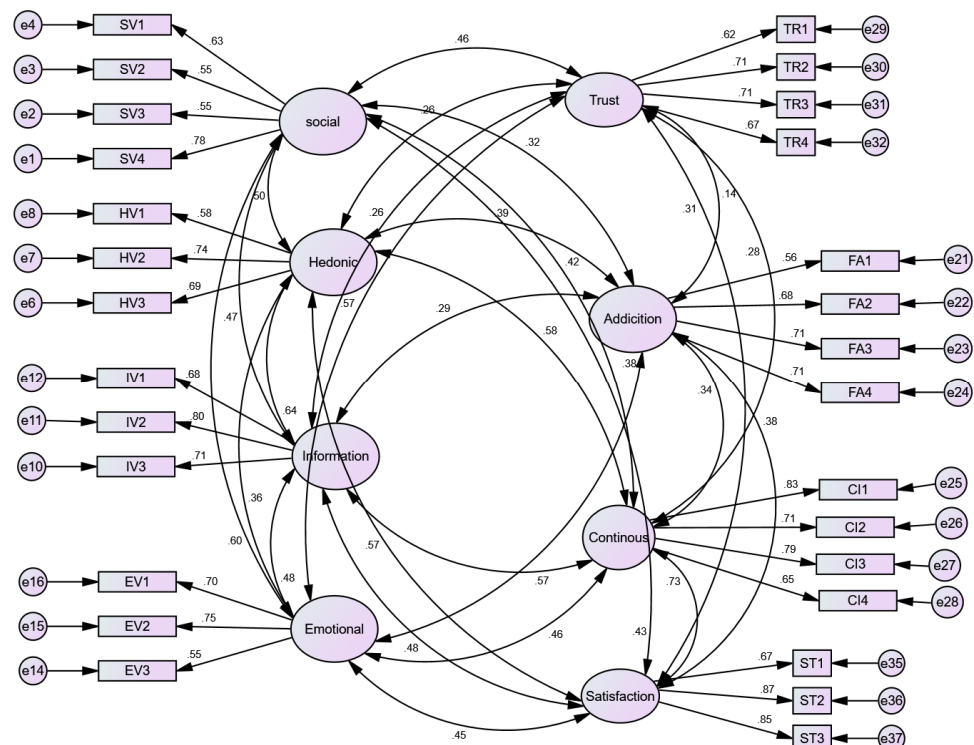 e4 SV1 .63
e3 SV2 .55
e2 SV3 .55
e1 SV4 .78
social
.46
Trust
.62 TR1 e29
.71 TR2 e30
.71 TR3 e31
.67 TR4 e32
.26
.32
.50
.14
e8 HV1 .58
e7 HV2 .74
e6 HV3 .69
Hedonic
.26
.39
.31
.42
.28
.56 FA1 e21
.68 FA2 e22
.71 FA3 e23
.71 FA4 e24
Addicition
.47
.57
.29
.58
.38
.34
.38
e12 IV1 .68
e11 IV2 .80
e10 IV3 .71
.64
Information
.36
.60
.83 CI1 e25
.71 CI2 e26
.79 CI3 e27
.65 CI4 e28
Continous
.57
.57
.73
.48
e16 EV1 .70
e15 EV2 .75
e14 EV3 .55
Emotional
.46
.48
.43
.45
Satisfaction
.67 ST1 e35
.87 ST2 e36
.85 ST3 e37